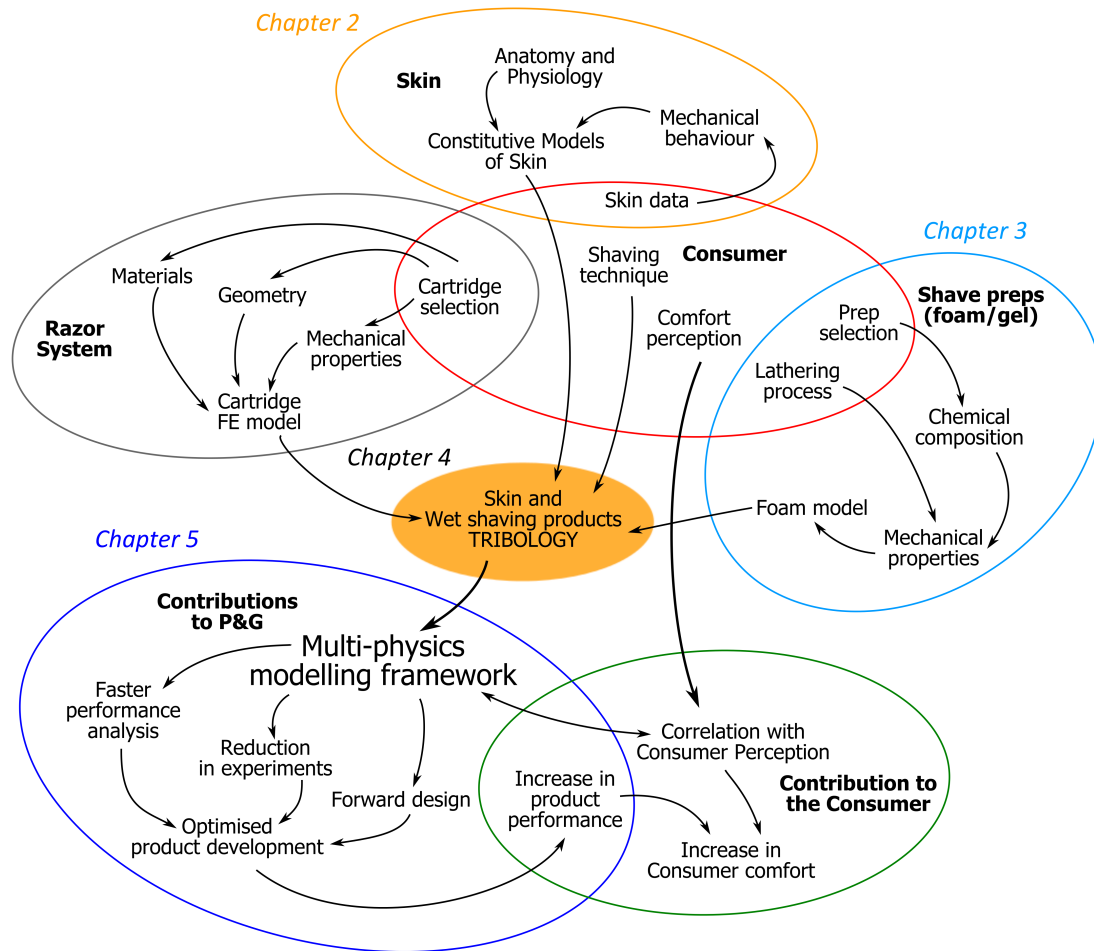 Chapter 2
Skin
Anatomy and
Physiology
Mechanical
behaviour
Constitutive Models
of Skin
Skin data
Chapter 3
Consumer
Shaving
technique
Comfort
perception
Cartridge
selection
Materials
Geometry
Mechanical
properties
Razor
System
Cartridge
FE model
Shave preps
(foam/gel)
Prep
selection
Lathering
process
Chemical
composition
Mechanical
properties
Foam model
Chapter 4
Skin and
Wet shaving products
TRIBOLOGY
Chapter 5
Contributions
to P&G
Multi-physics
modelling framework
Faster
performance
analysis
Reduction
in experiments
Forward design
Optimised
product development
Increase in
product
performance
Correlation with
Consumer Perception
Contribution to
the Consumer
Increase in
Consumer comfort